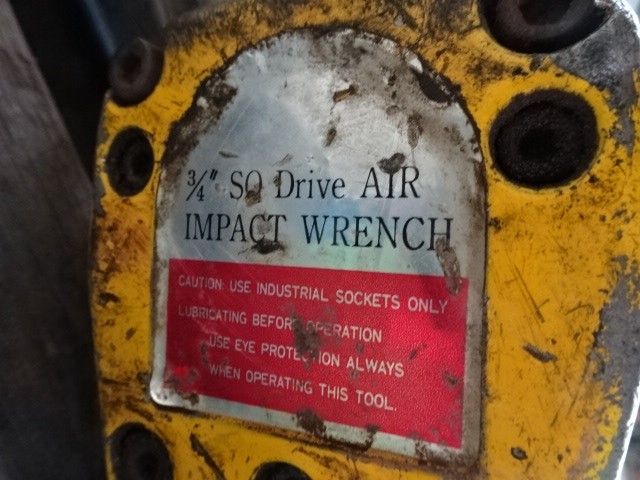 3/4" SQ Drive AIR
IMPACT WRENCH
CAUTION: USE INDUSTRIAL SOCKETS ONLY
LUBRICATING BEFORE OPERATION
USE EYE PROTECTION ALWAYS
WHEN OPERATING THIS TOOL.